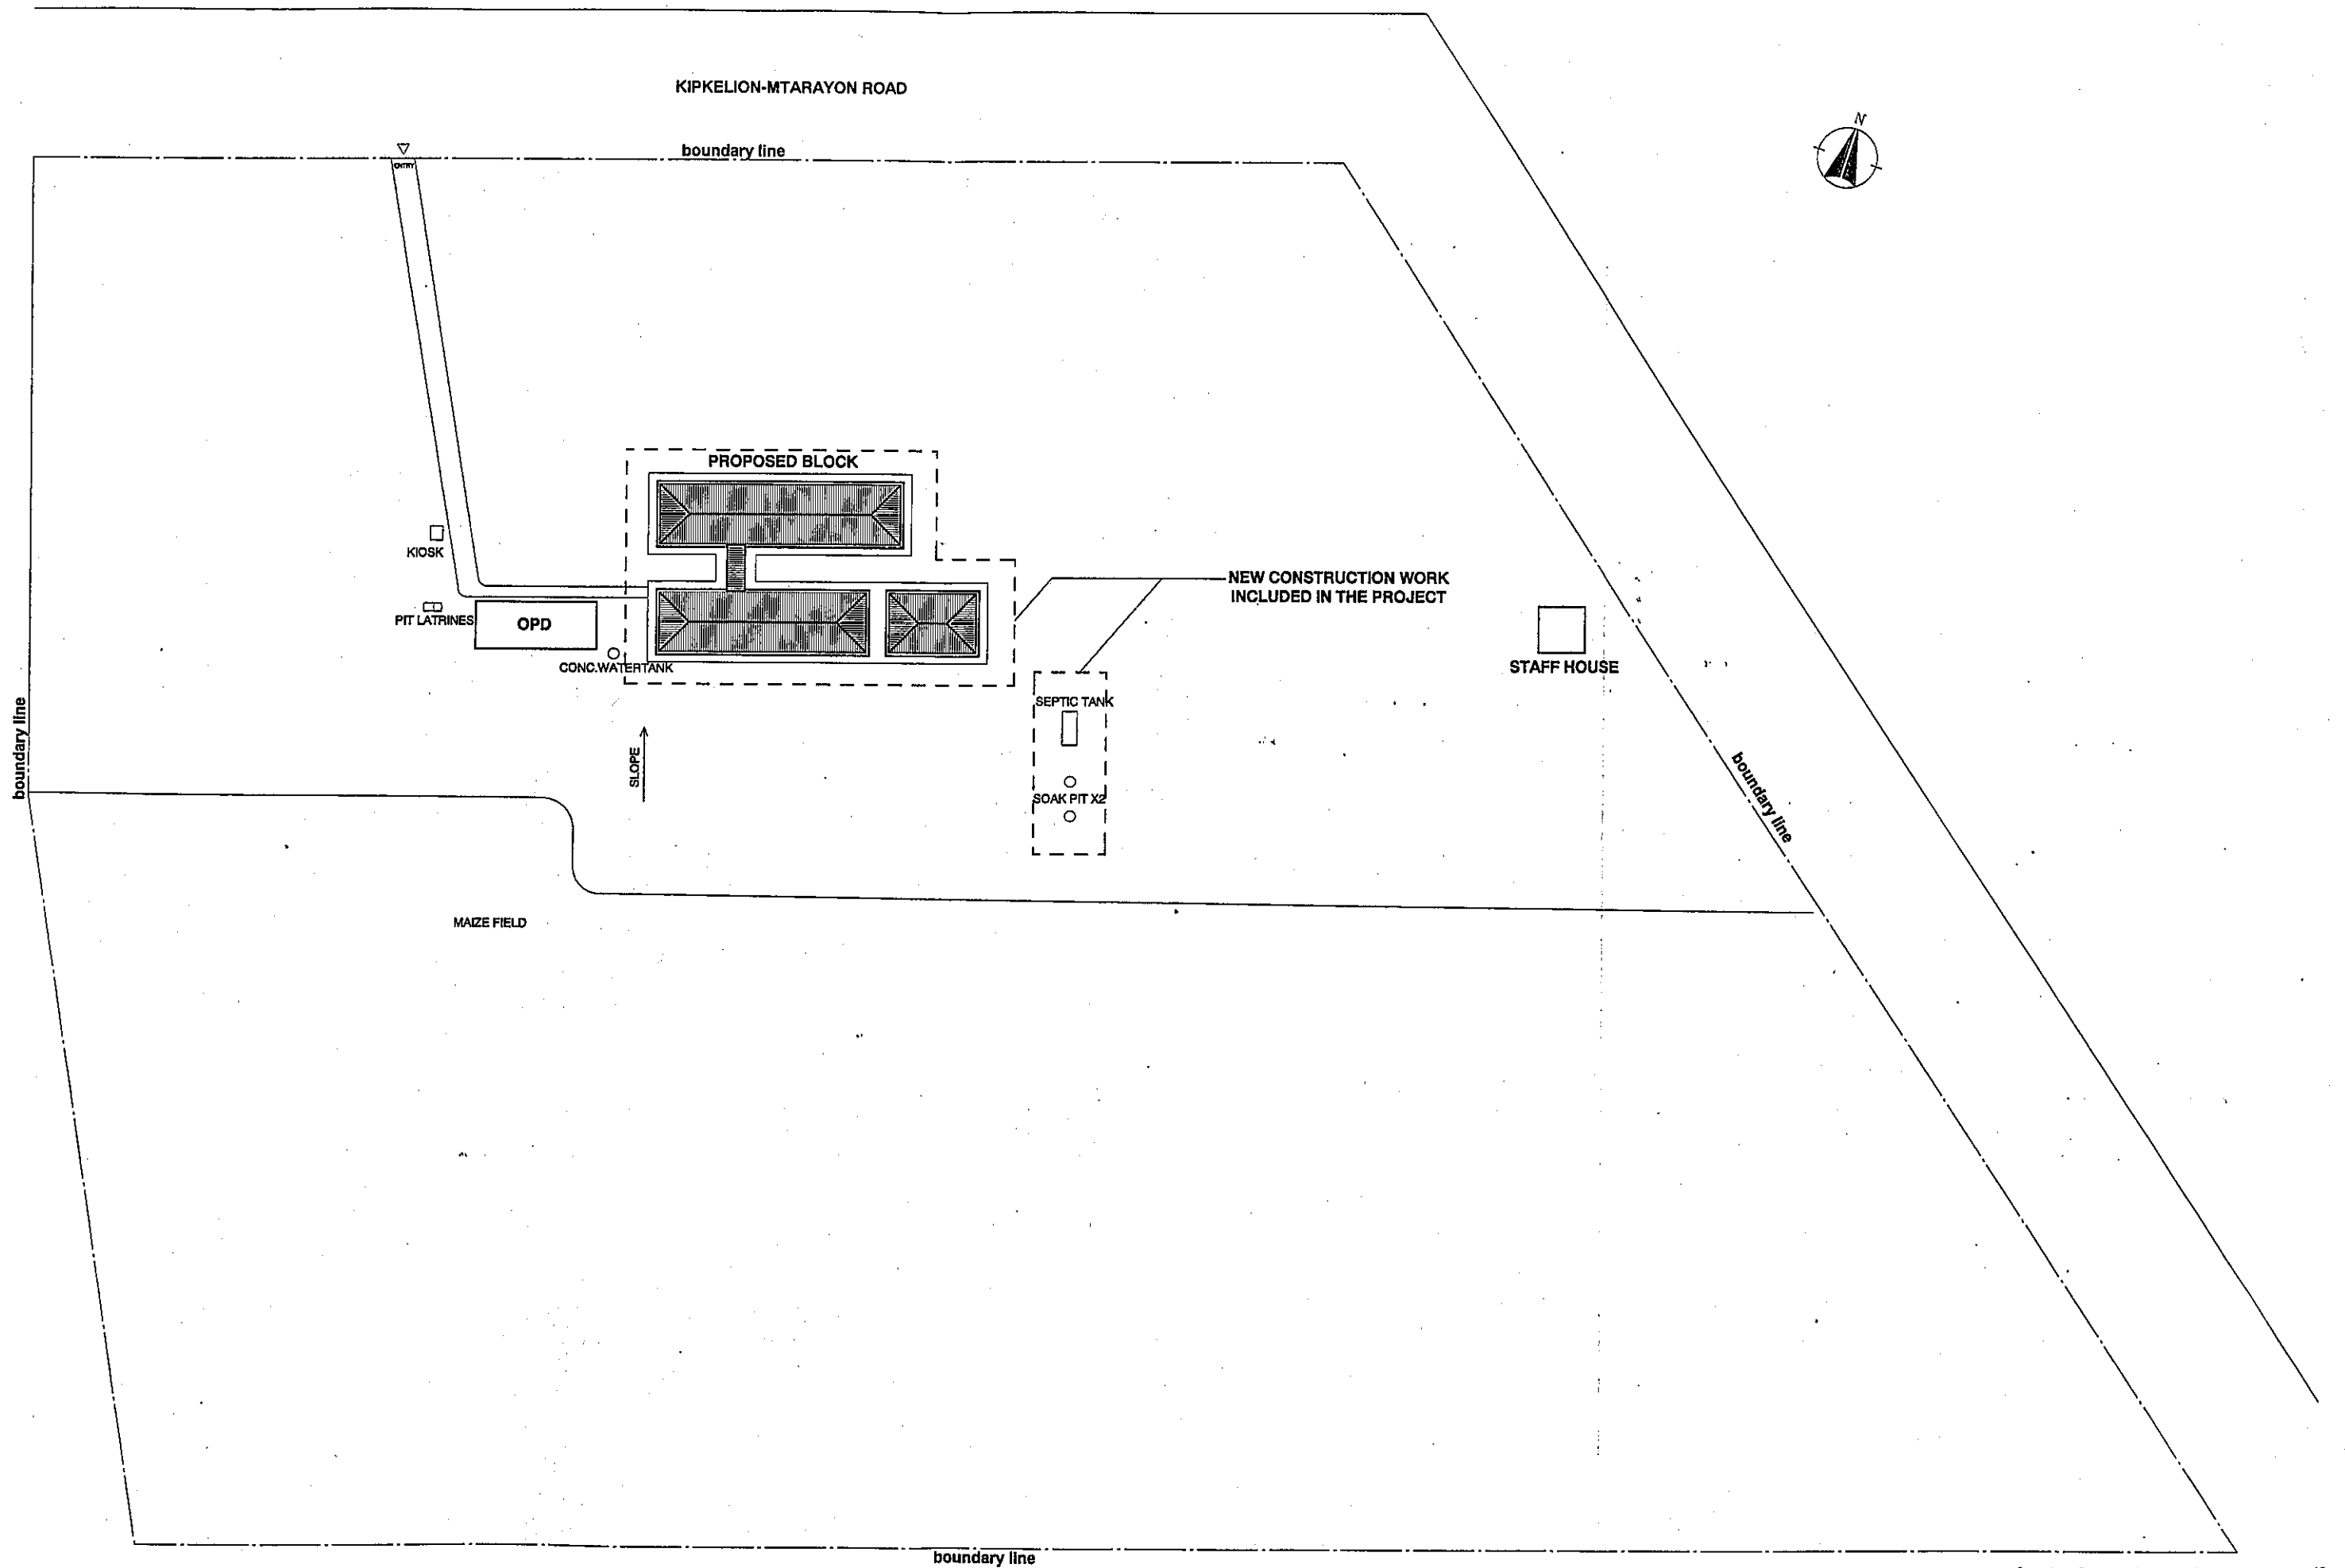 KIPKELION-MTARAYON ROAD
N
boundary line
ENTRY
PROPOSED BLOCK
KIOSK
NEW CONSTRUCTION WORK
INCLUDED IN THE PROJECT
PIT LATRINES
OPD
CONC.WATERTANK
STAFF HOUSE
SEPTIC TANK
boundary line
SLOPE
boundary line
SOAK PIT X2
MAIZE FIELD
boundary line